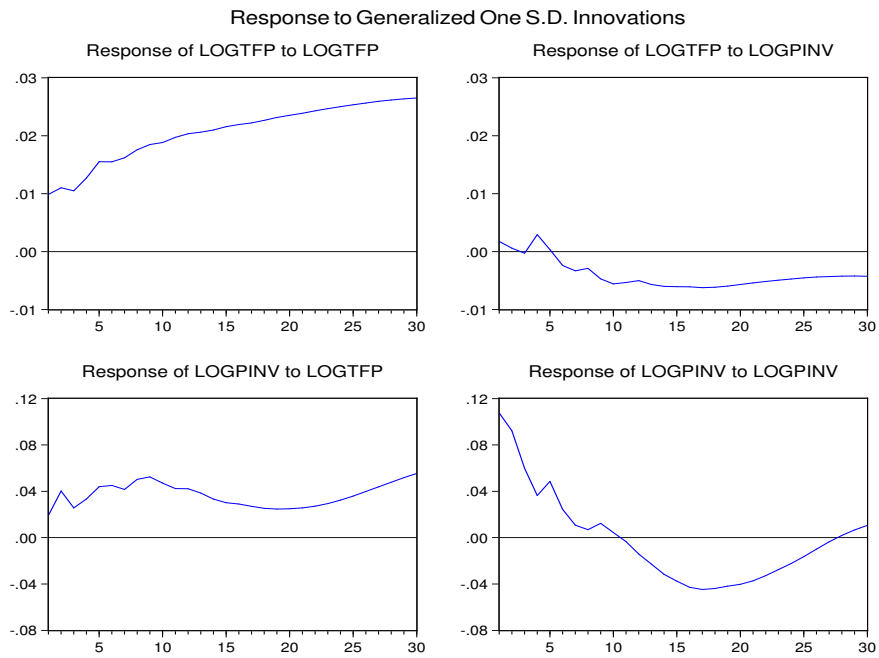 Response to Generalized One S.D. Innovations
Response of LOGTFP to LOGTFP
.03
.02
.01
.00
-.01
5 10 15 20 25 30
Response of LOGTFP to LOGPINV
.03
.02
.01
.00
-.01
5 10 15 20 25 30
Response of LOGPINV to LOGTFP
.12
.08
.04
.00
-.04
-.08
5 10 15 20 25 30
Response of LOGPINV to LOGPINV
.12
.08
.04
.00
-.04
-.08
5 10 15 20 25 30